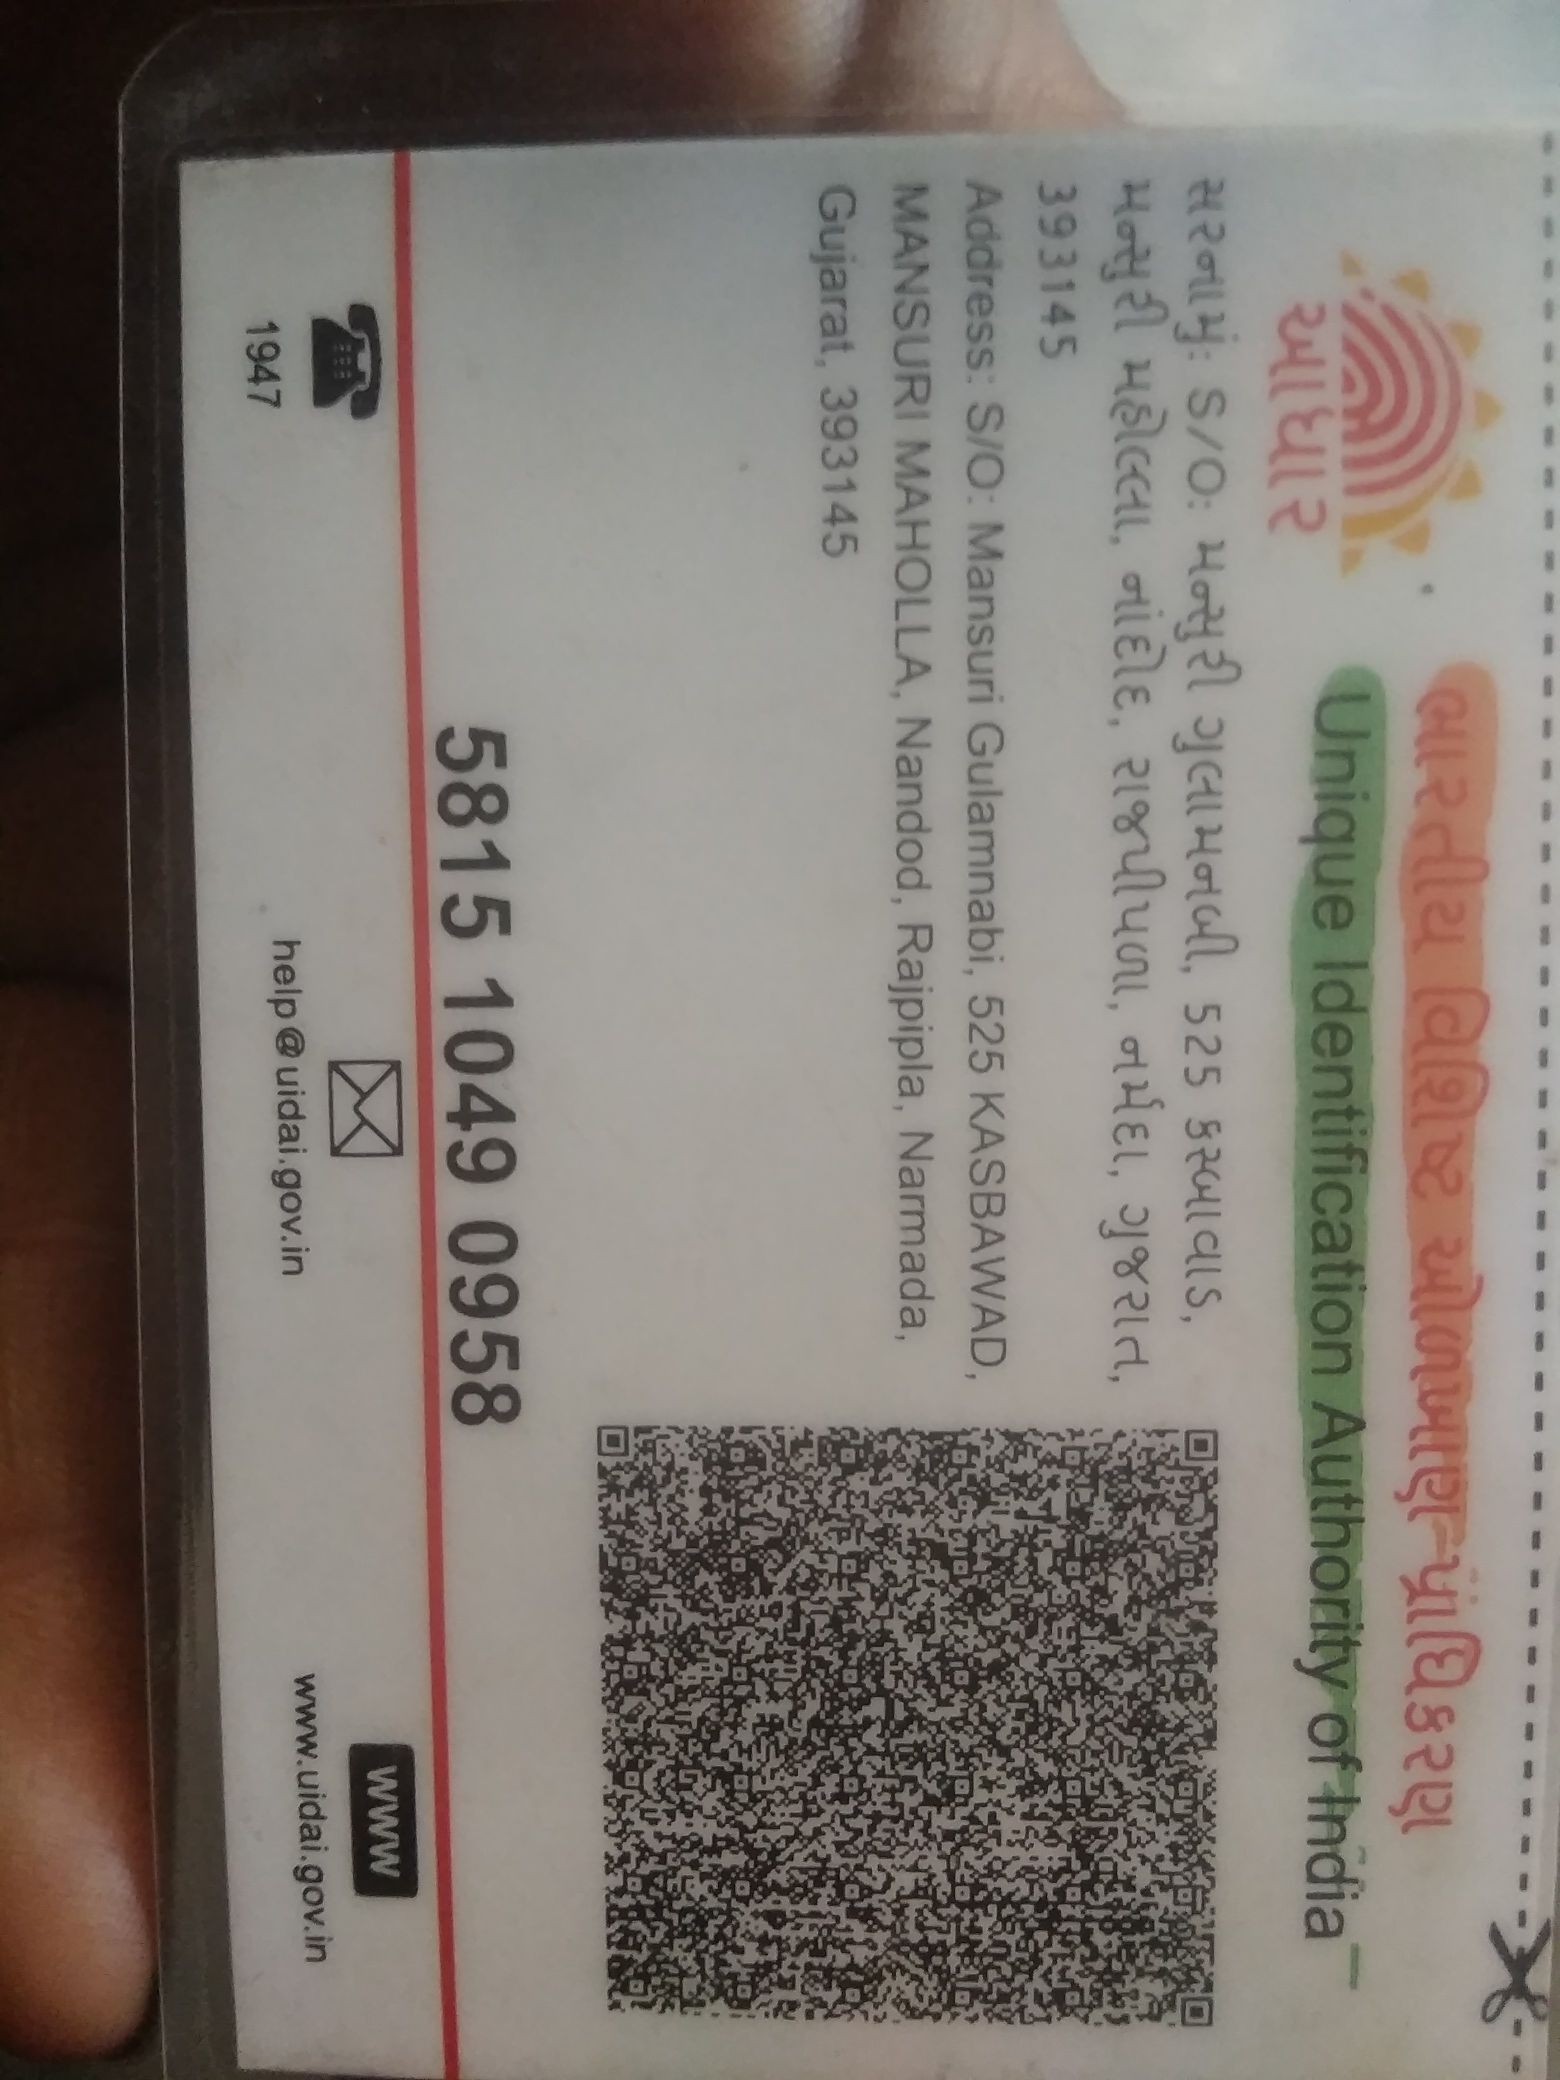 ભારતીય વિશિષ્ટ ઓળખાણ પ્રાધિકરણ
Unique Identification Authority of India
આધાર
સરનામું: S/O: મન્સુરી ગુલામનબી, 525 કસ્બાવાડ,
મન્સુરી મહોલ્લા, નાંદોદ, રાજપીપળા, નર્મદા, ગુજરાત,
393145
Address: S/O: Mansuri Gulamnabi, 525 KASBAWAD,
MANSURI MAHOLLA, Nandod, Rajpipla, Narmada,
Gujarat, 393145
5815 1049 0958
1947
help@uidai.gov.in
www
www.uidai.gov.in